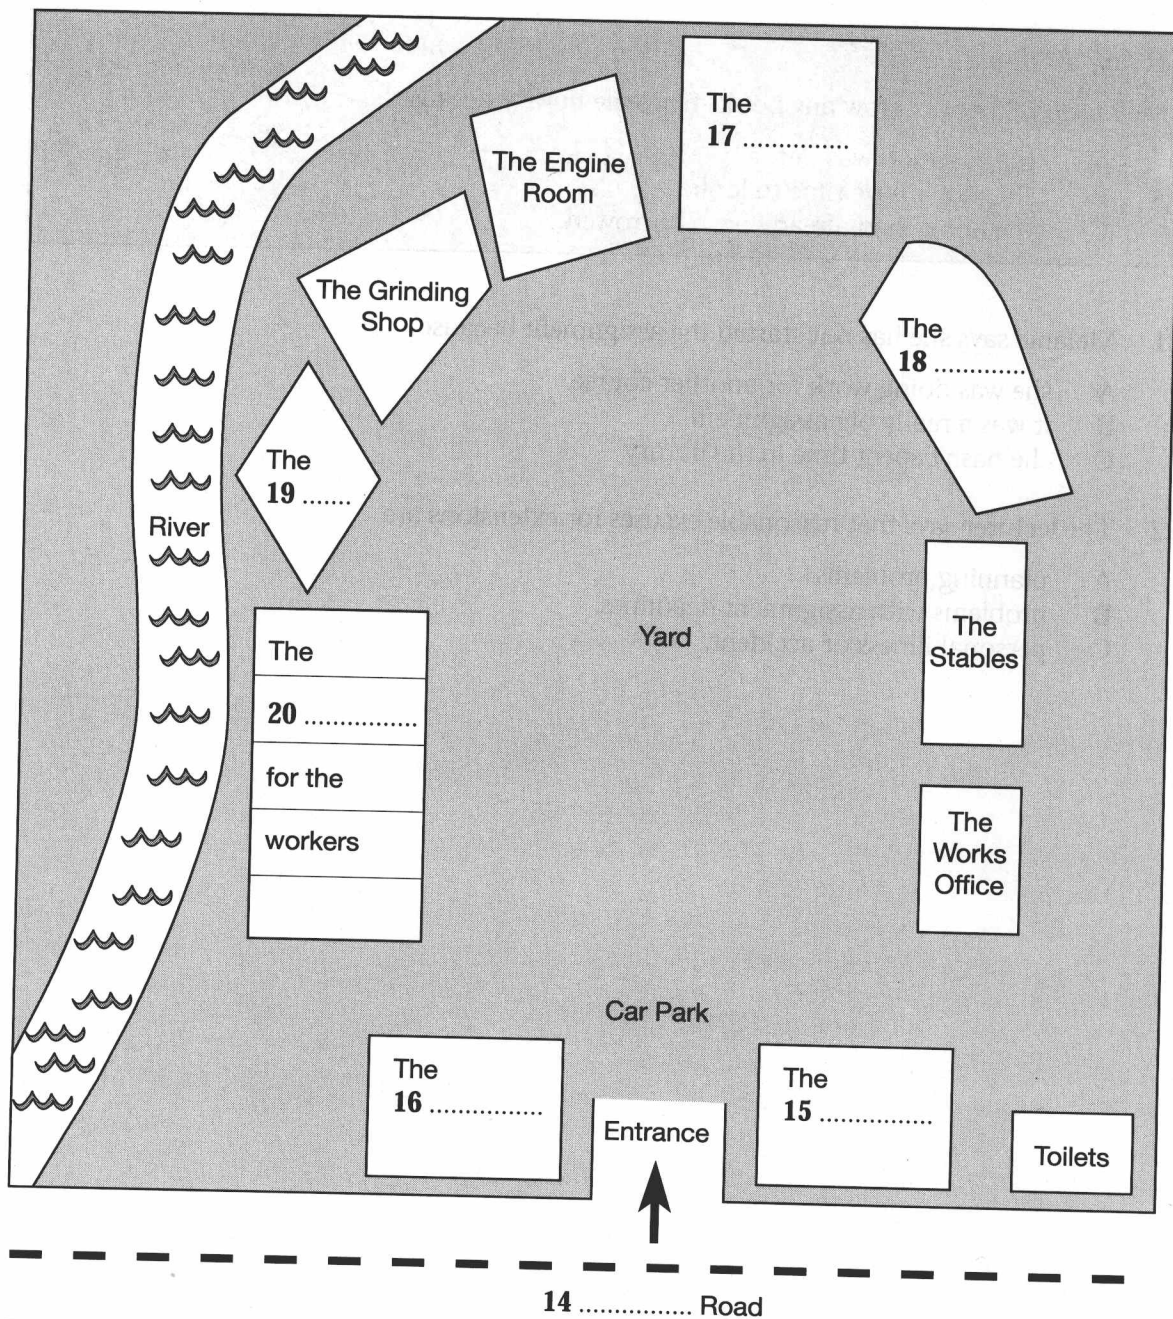 The
17 ................
The Engine
Room
The Grinding
Shop
The
18 ..............
The
19 .......
River
Yard
The
Stables
The
20 .................
for the
workers
The
Works
Office
Car Park
The
16 ................
The
15 ................
Entrance
Toilets
14 ................ Road